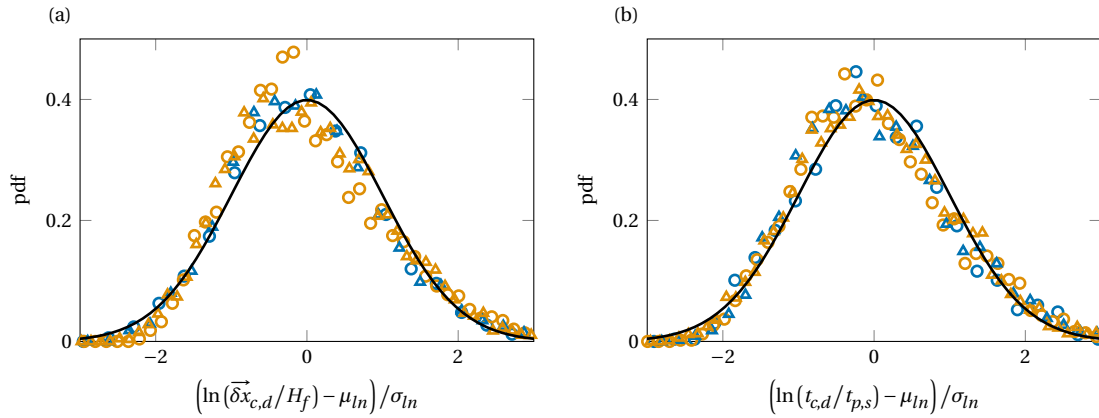 (a)
pdf
0.4
0.2
0
−2
0
2
(ln (δx⃗_{c,d}/H_f) − μ_{ln}) /σ_{ln}
(b)
pdf
0.4
0.2
0
−2
0
2
(ln (t_{c,d}/t_{p,s}) − μ_{ln}) /σ_{ln}